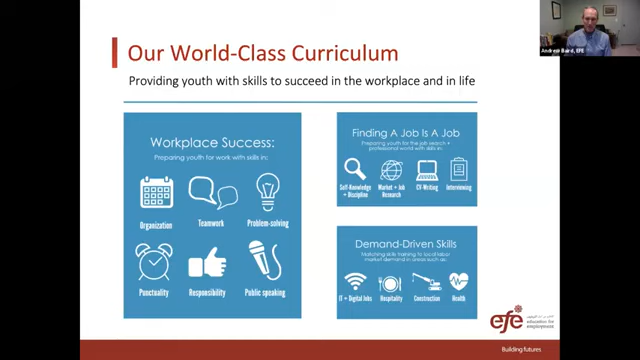 Our World-Class Curriculum
Providing youth with skills to succeed in the workplace and in life
Workplace Success:
Preparing youth for work with skills in:
Organization
Teamwork
Problem-solving
Punctuality
Responsibility
Public speaking
Finding A Job Is A Job
Preparing youth for the job search +
professional world with skills in:
Self-Knowledge
+ Discipline
Market + Job
Research
CV-Writing
Interviewing
Demand-Driven Skills
Matching skills training to local labor
market demand in areas such as:
IT + Digital Jobs
Hospitality
Construction
Health
efe
education for
employment
Building futures
Andrew Baird, EFE